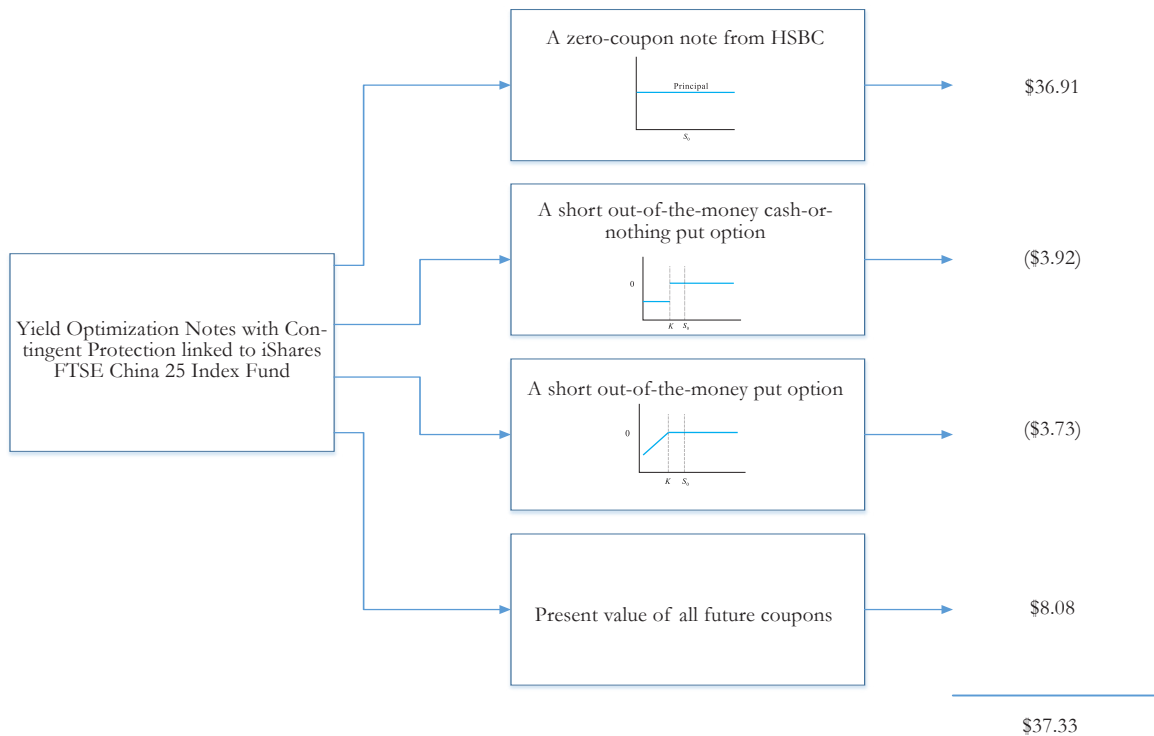 A zero-coupon note from HSBC
Principal
S₀
$36.91
A short out-of-the-money cash-or-
nothing put option
0
K S₀
($3.92)
Yield Optimization Notes with Con-
tingent Protection linked to iShares
FTSE China 25 Index Fund
A short out-of-the-money put option
0
K S₀
($3.73)
Present value of all future coupons
$8.08
$37.33